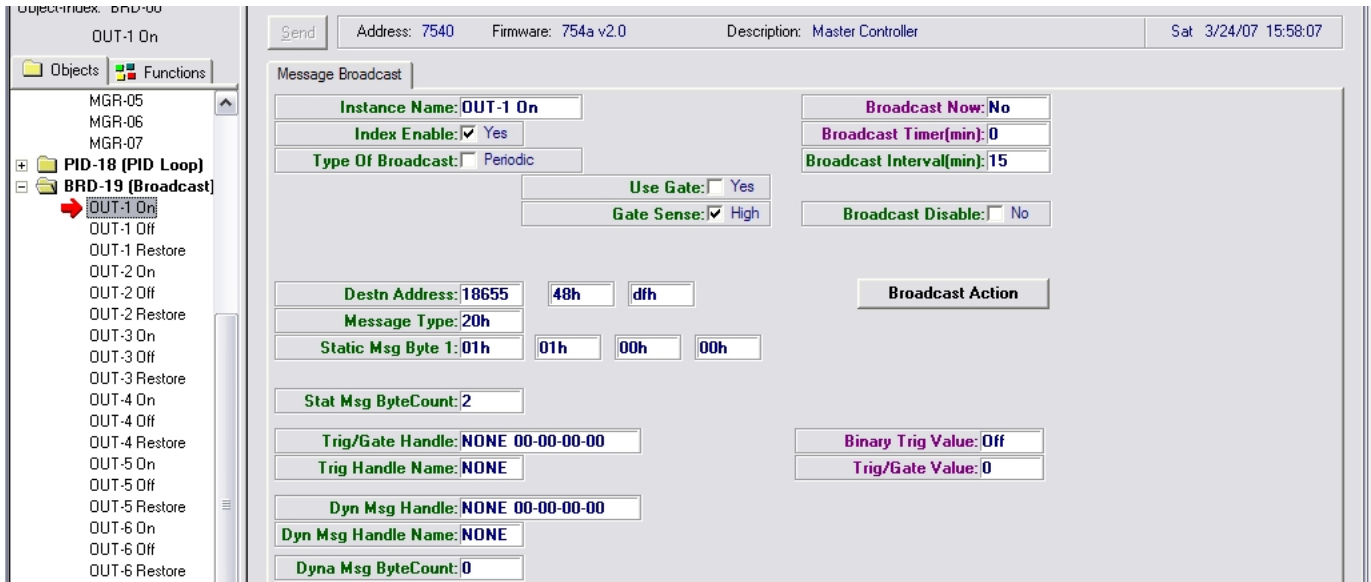 Object-Index: BRD-00
OUT-1 On
Objects
Functions
MGR-05
MGR-06
MGR-07
PID-18 (PID Loop)
BRD-19 (Broadcast)
OUT-1 On
OUT-1 Off
OUT-1 Restore
OUT-2 On
OUT-2 Off
OUT-2 Restore
OUT-3 On
OUT-3 Off
OUT-3 Restore
OUT-4 On
OUT-4 Off
OUT-4 Restore
OUT-5 On
OUT-5 Off
OUT-5 Restore
OUT-6 On
OUT-6 Off
OUT-6 Restore
Send Address: 7540 Firmware: 754a v2.0 Description: Master Controller Sat 3/24/07 15:58:07
Message Broadcast
Instance Name: OUT-1 On Broadcast Now: No
Index Enable: Yes Broadcast Timer(min): 0
Type Of Broadcast: Periodic Broadcast Interval(min): 15
Use Gate: Yes
Gate Sense: High Broadcast Disable: No
Destn Address: 18655 48h dfh Broadcast Action
Message Type: 20h
Static Msg Byte 1: 01h 01h 00h 00h
Stat Msg ByteCount: 2
Trig/Gate Handle: NONE 00-00-00-00 Binary Trig Value: Off
Trig Handle Name: NONE Trig/Gate Value: 0
Dyn Msg Handle: NONE 00-00-00-00
Dyn Msg Handle Name: NONE
Dyna Msg ByteCount: 0